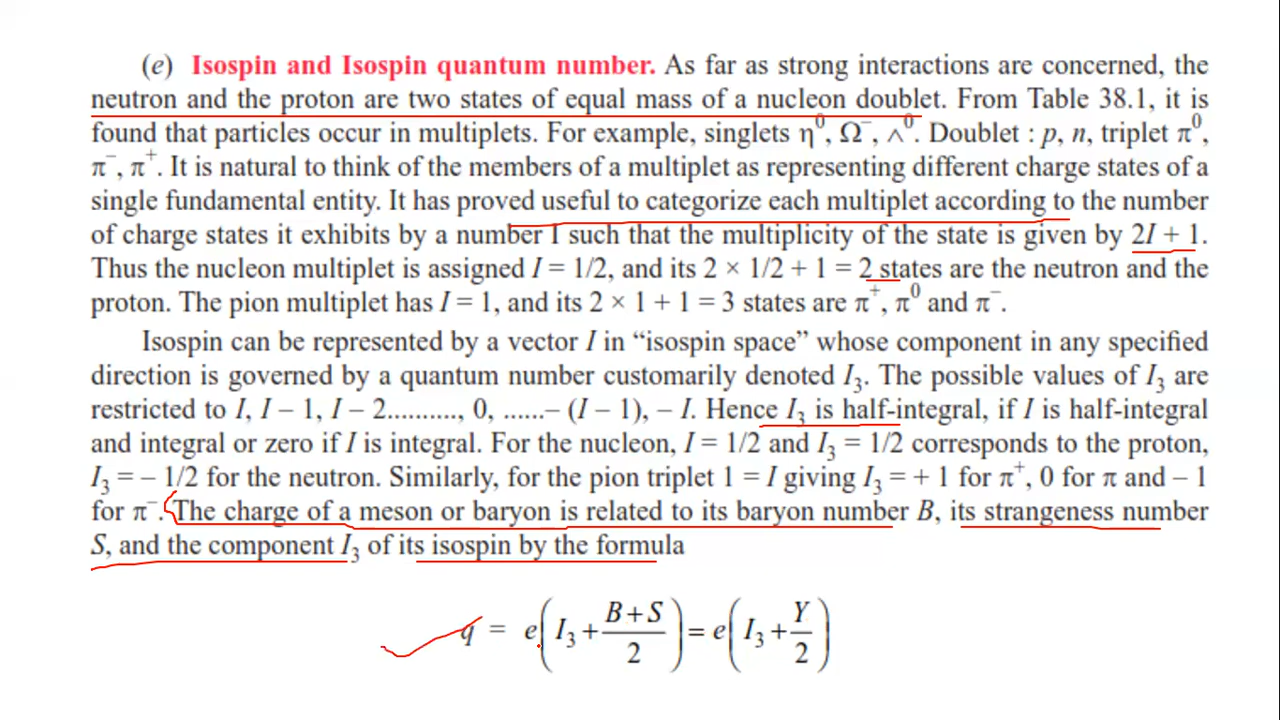 (e) Isospin and Isospin quantum number. As far as strong interactions are concerned, the
neutron and the proton are two states of equal mass of a nucleon doublet. From Table 38.1, it is
found that particles occur in multiplets. For example, singlets η⁰, Ω⁻, ∧⁰. Doublet : p, n, triplet π⁰,
π⁻, π⁺. It is natural to think of the members of a multiplet as representing different charge states of a
single fundamental entity. It has proved useful to categorize each multiplet according to the number
of charge states it exhibits by a number I such that the multiplicity of the state is given by 2I + 1.
Thus the nucleon multiplet is assigned I = 1/2, and its 2 × 1/2 + 1 = 2 states are the neutron and the
proton. The pion multiplet has I = 1, and its 2 × 1 + 1 = 3 states are π⁺, π⁰ and π⁻.
Isospin can be represented by a vector I in “isospin space” whose component in any specified
direction is governed by a quantum number customarily denoted I₃. The possible values of I₃ are
restricted to I, I – 1, I – 2.........., 0, ......– (I – 1), – I. Hence I₃ is half-integral, if I is half-integral
and integral or zero if I is integral. For the nucleon, I = 1/2 and I₃ = 1/2 corresponds to the proton,
I₃ = – 1/2 for the neutron. Similarly, for the pion triplet 1 = I giving I₃ = + 1 for π⁺, 0 for π and – 1
for π⁻. The charge of a meson or baryon is related to its baryon number B, its strangeness number
S, and the component I₃ of its isospin by the formula
q = e(I₃ + (B+S)/2) = e(I₃ + Y/2)